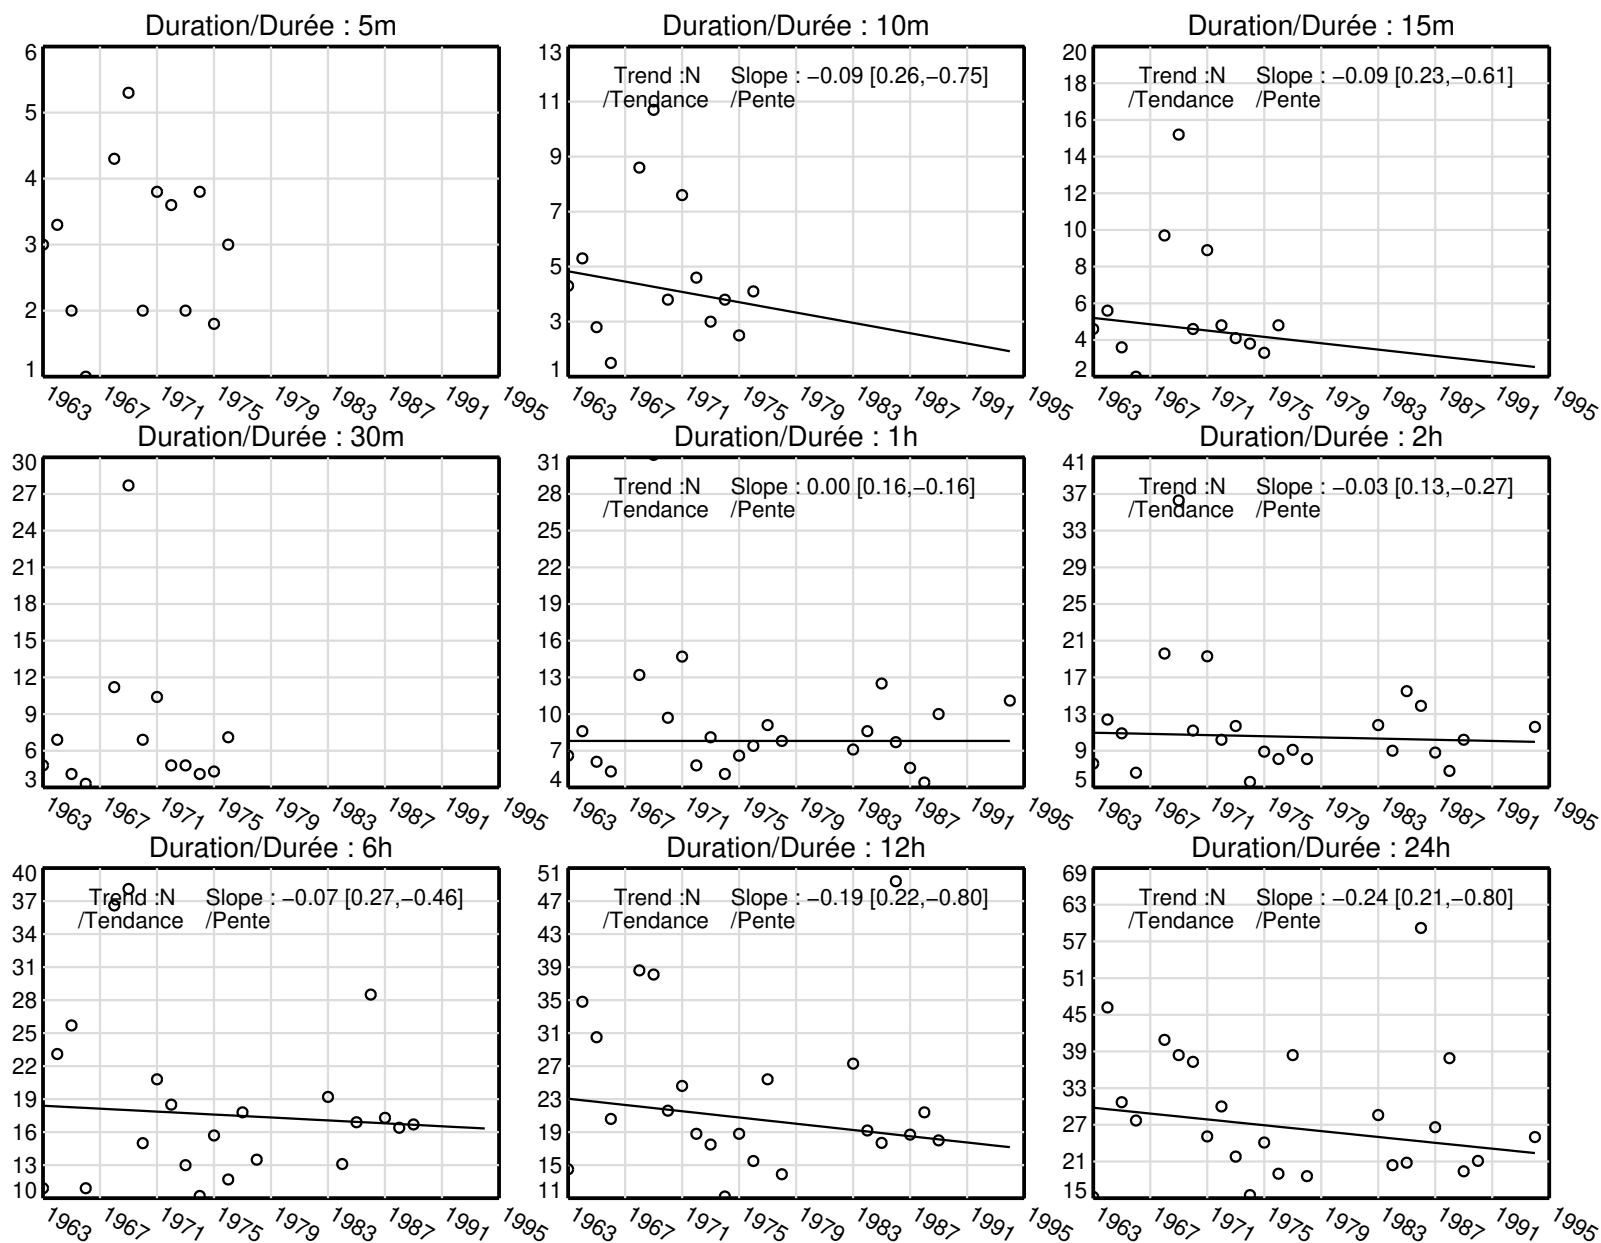 Duration/Durée : 5m
6
5
4
3
2
1
1963 1967 1971 1975 1979 1983 1987 1991 1995
Duration/Durée : 10m
Trend :N Slope : −0.09 [0.26,−0.75]
/Tendance /Pente
13
11
9
7
5
3
1
1963 1967 1971 1975 1979 1983 1987 1991 1995
Duration/Durée : 15m
Trend :N Slope : −0.09 [0.23,−0.61]
/Tendance /Pente
20
18
16
14
12
10
8
6
4
2
1963 1967 1971 1975 1979 1983 1987 1991 1995
Duration/Durée : 30m
30
27
24
21
18
15
12
9
6
3
1963 1967 1971 1975 1979 1983 1987 1991 1995
Duration/Durée : 1h
Trend :N Slope : 0.00 [0.16,−0.16]
/Tendance /Pente
31
28
25
22
19
16
13
10
7
4
1963 1967 1971 1975 1979 1983 1987 1991 1995
Duration/Durée : 2h
Trend :N Slope : −0.03 [0.13,−0.27]
/Tendance /Pente
41
37
33
29
25
21
17
13
9
5
1963 1967 1971 1975 1979 1983 1987 1991 1995
Duration/Durée : 6h
Trend :N Slope : −0.07 [0.27,−0.46]
/Tendance /Pente
40
37
34
31
28
25
22
19
16
13
10
1963 1967 1971 1975 1979 1983 1987 1991 1995
Duration/Durée : 12h
Trend :N Slope : −0.19 [0.22,−0.80]
/Tendance /Pente
51
47
43
39
35
31
27
23
19
15
11
1963 1967 1971 1975 1979 1983 1987 1991 1995
Duration/Durée : 24h
Trend :N Slope : −0.24 [0.21,−0.80]
/Tendance /Pente
69
63
57
51
45
39
33
27
21
15
1963 1967 1971 1975 1979 1983 1987 1991 1995